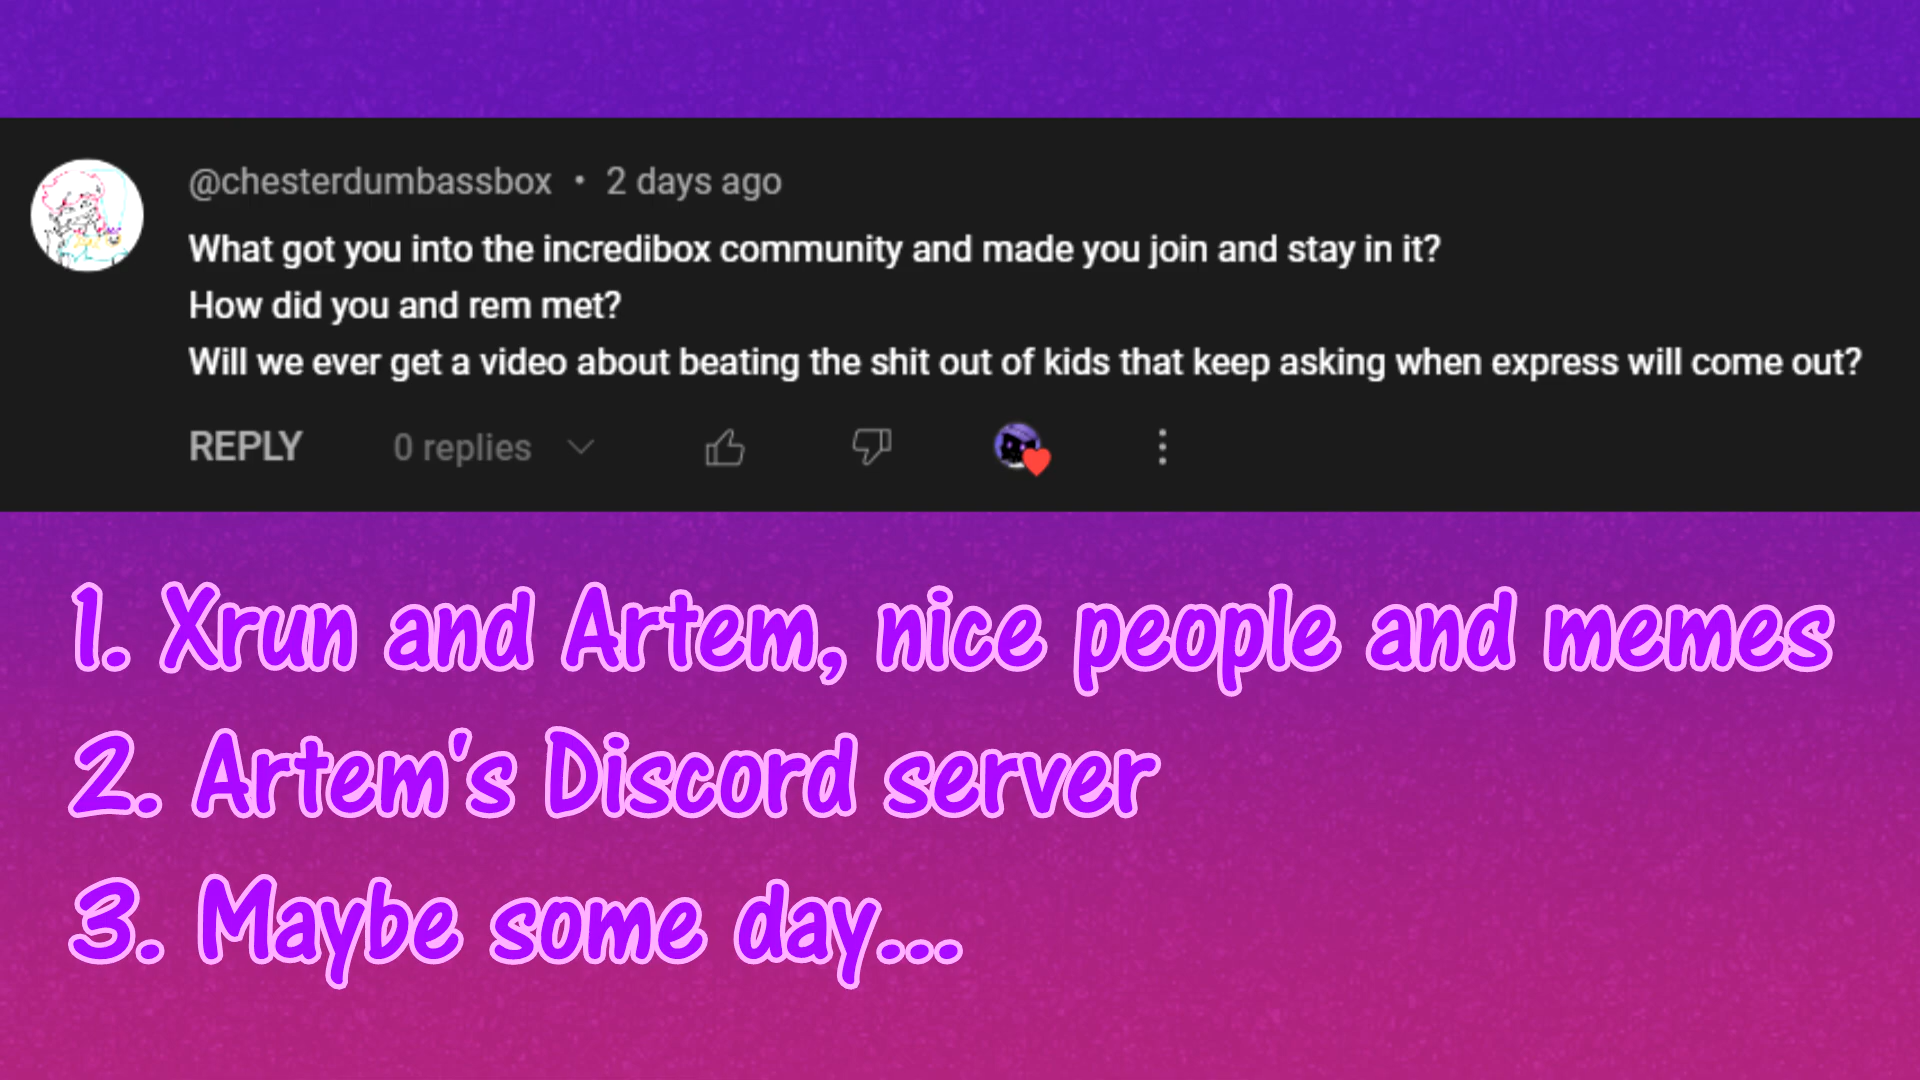 @chesterdumbassbox • 2 days ago
What got you into the incredibox community and made you join and stay in it?
How did you and rem met?
Will we ever get a video about beating the shit out of kids that keep asking when express will come out?
REPLY 0 replies
1. Xrun and Artem, nice people and memes
2. Artem's Discord server
3. Maybe some day...